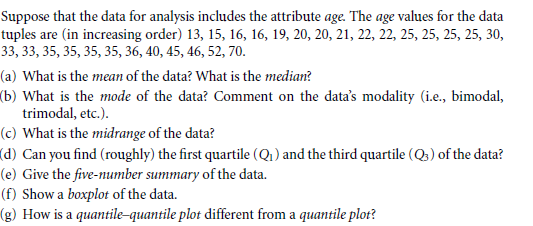 Suppose that the data for analysis includes the attribute age. The age values for the data
tuples are (in increasing order) 13, 15, 16, 16, 19, 20, 20, 21, 22, 22, 25, 25, 25, 25, 30,
33, 33, 35, 35, 35, 35, 36, 40, 45, 46, 52, 70.
(a) What is the mean of the data? What is the median?
(b) What is the mode of the data? Comment on the data's modality (i.e., bimodal,
trimodal, etc.).
(c) What is the midrange of the data?
(d) Can you find (roughly) the first quartile (Q1) and the third quartile (Q3) of the data?
(e) Give the five-number summary of the data.
(f) Show a boxplot of the data.
(g) How is a quantile–quantile plot different from a quantile plot?